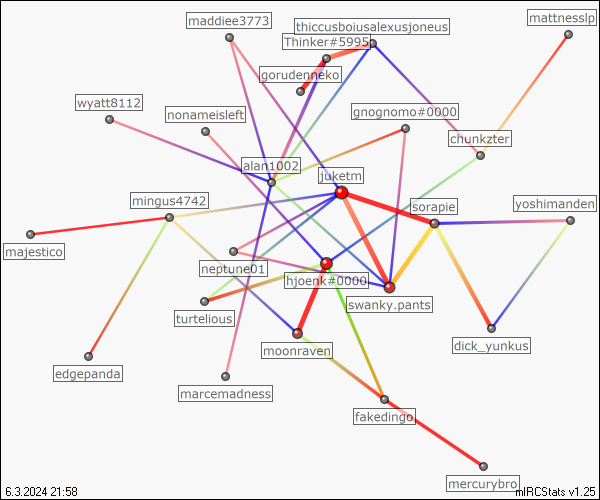 maddiee3773
mattnesslp
thiccusboiusalexusjoneus
Thinker#5995
gorudenneko
wyatt8112
nonameisleft
gnognomo#0000
chunkzter
alan1002
juketm
mingus4742
sorapie
yoshimanden
majestico
neptune01
hjoenk#0000
swanky.pants
turtelious
moonraven
dick_yunkus
edgepanda
marcemadness
fakedingo
mercurybro
6.3.2024 21:58
mIRCStats v1.25